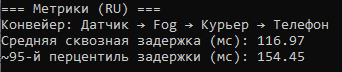 === Метрики (RU) ===
Конвейер: Датчик → Fog → Курьер → Телефон
Средняя сквозная задержка (мс): 116.97
~95-й перцентиль задержки (мс): 154.45